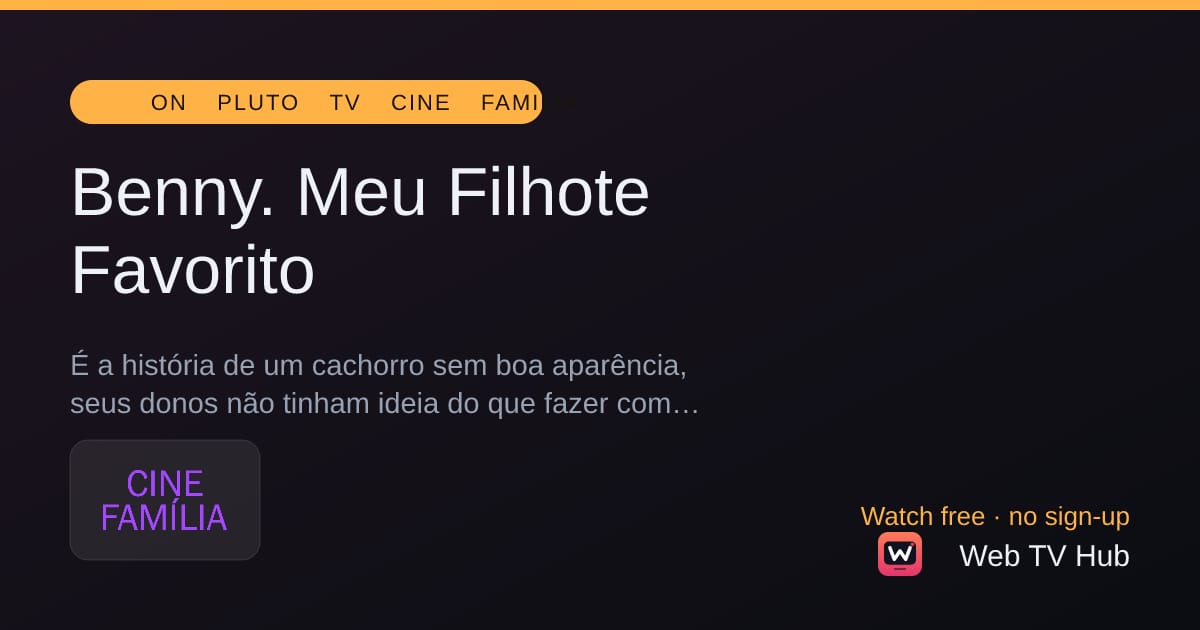 ON PLUTO TV CINE
Benny. Meu Filhote
Favorito
É a história de um cachorro sem boa aparência,
seus donos não tinham ideia do que fazer com…
CINE
FAMÍLIA
Watch free · no sign-up
W
Web TV Hub